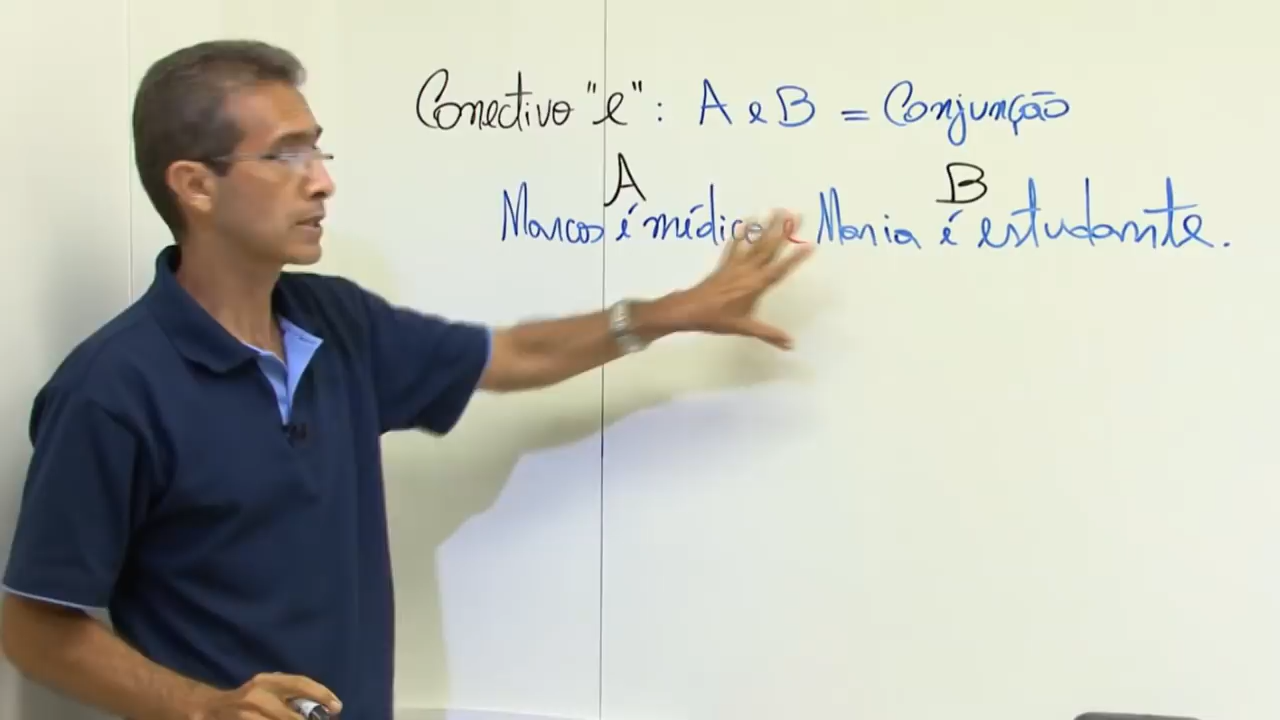 Conectivo "e": A e B = Conjunção
A B
Marcos é médico e Maria é estudante.